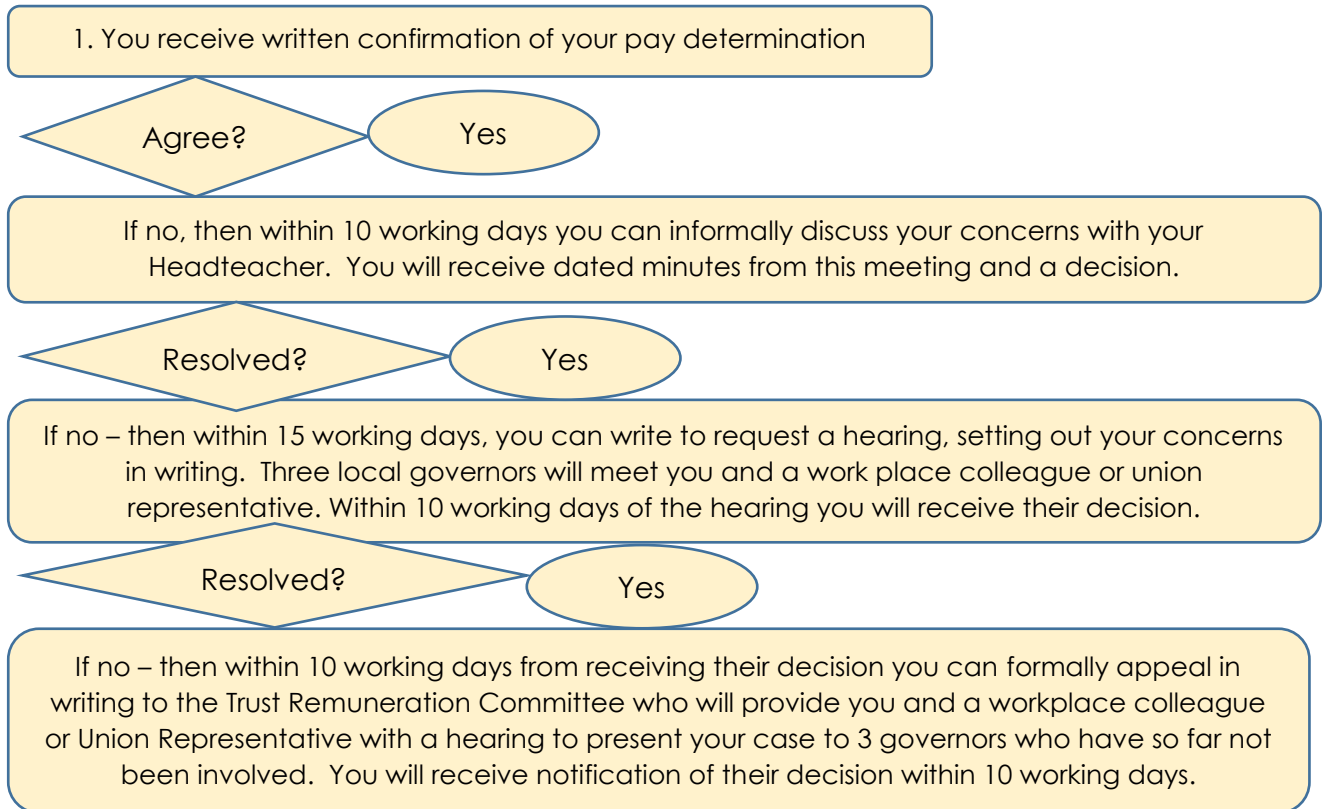 1. You receive written confirmation of your pay determination
Agree?
Yes
If no, then within 10 working days you can informally discuss your concerns with your
Headteacher.  You will receive dated minutes from this meeting and a decision.
Resolved?
Yes
If no – then within 15 working days, you can write to request a hearing, setting out your concerns
in writing.  Three local governors will meet you and a work place colleague or union
representative. Within 10 working days of the hearing you will receive their decision.
Resolved?
Yes
If no – then within 10 working days from receiving their decision you can formally appeal in
writing to the Trust Remuneration Committee who will provide you and a workplace colleague
or Union Representative with a hearing to present your case to 3 governors who have so far not
been involved.  You will receive notification of their decision within 10 working days.